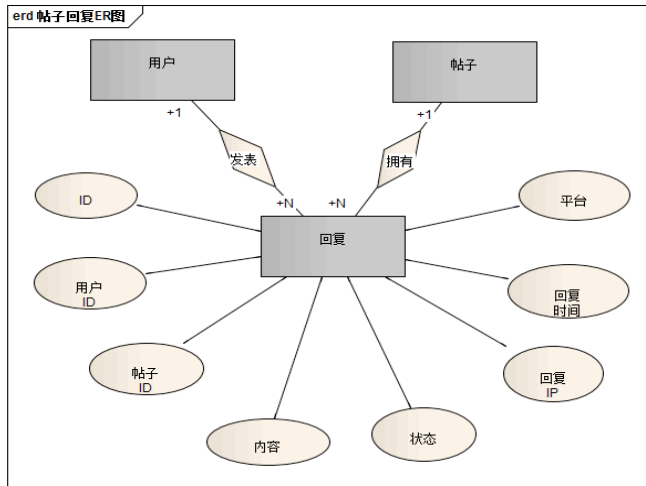 erd 帖子回复ER图
用户
帖子
+1
+1
发表
拥有
ID
+N
+N
平台
回复
用户
ID
回复
时间
帖子
ID
回复
IP
内容
状态